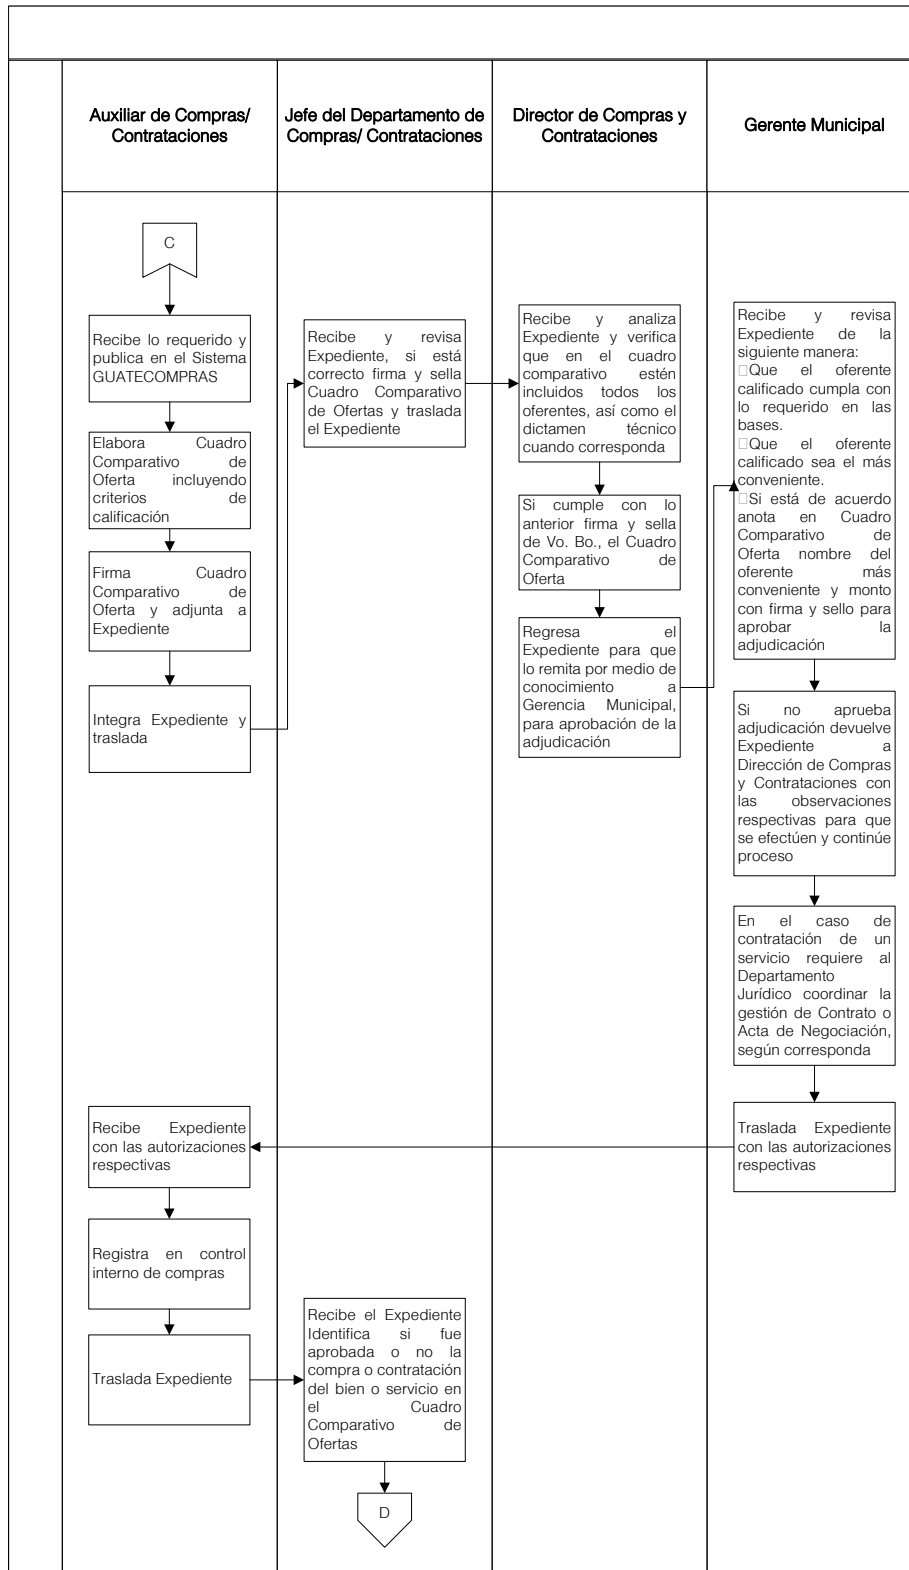 Auxiliar de Compras/
Contrataciones
Jefe del Departamento de
Compras/ Contrataciones
Director de Compras y
Contrataciones
Gerente Municipal
C
Recibe lo requerido y
publica en el Sistema
GUATECOMPRAS
Elabora Cuadro
Comparativo de
Oferta incluyendo
criterios de
calificación
Firma Cuadro
Comparativo de
Oferta y adjunta a
Expediente
Integra Expediente y
traslada
Recibe y revisa
Expediente, si está
correcto firma y sella
Cuadro Comparativo
de Ofertas y traslada
el Expediente
Recibe y analiza
Expediente y verifica
que en el cuadro
comparativo estén
incluidos todos los
oferentes, así como el
dictamen técnico
cuando corresponda
Si cumple con lo
anterior firma y sella
de Vo. Bo., el Cuadro
Comparativo de
Oferta
Regresa el
Expediente para que
lo remita por medio de
conocimiento a
Gerencia Municipal,
para aprobación de la
adjudicación
Recibe y revisa
Expediente de la
siguiente manera:
Que el oferente
calificado cumpla con
lo requerido en las
bases.
Que el oferente
calificado sea el más
conveniente.
Si está de acuerdo
anota en Cuadro
Comparativo de
Oferta nombre del
oferente más
conveniente y monto
con firma y sello para
aprobar la
adjudicación
Si no aprueba
adjudicación devuelve
Expediente a
Dirección de Compras
y Contrataciones con
las observaciones
respectivas para que
se efectúen y continúe
proceso
En el caso de
contratación de un
servicio requiere al
Departamento
Jurídico coordinar la
gestión de Contrato o
Acta de Negociación,
según corresponda
Traslada Expediente
con las autorizaciones
respectivas
Recibe Expediente
con las autorizaciones
respectivas
Registra en control
interno de compras
Traslada Expediente
Recibe el Expediente
Identifica si fue
aprobada o no la
compra o contratación
del bien o servicio en
el Cuadro
Comparativo de
Ofertas
D